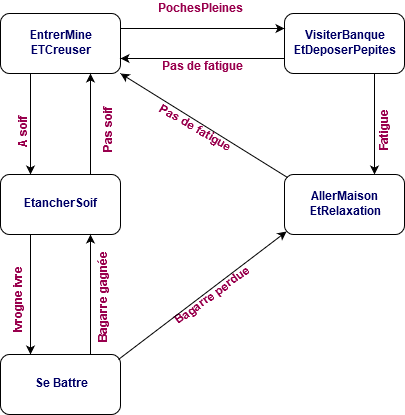 PochesPleines
EntrerMine
ETCreuser
VisiterBanque
EtDeposerPepites
Pas de fatigue
A soif
Pas soif
Pas de fatigue
Fatigue
EtancherSoif
AllerMaison
EtRelaxation
Ivrogne ivre
Bagarre gagnée
Bagarre perdue
Se Battre